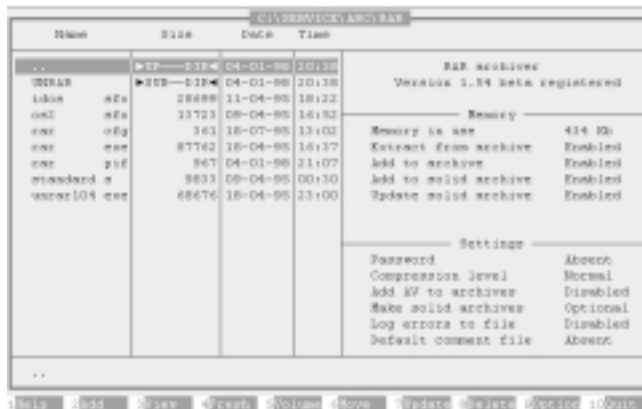 C:\SERVICE\ARC\RAR
Name Size Date Time
.. ►UP──DIR◄ 04-01-98 20:38
UNRAR ►SUB──DIR◄ 04-01-98 20:38
sfx 28699 11-04-95 18:22
os2 sfx 13723 09-04-95 16:52
rar cfg 361 18-07-95 13:02
rar exe 87762 18-04-95 16:37
rar pif 967 04-01-98 21:07
standard s 9833 09-04-95 00:30
unrar104 exe 68676 18-04-95 23:00
RAR archiver
Version 1.54 beta registered
Memory
Memory in use 434 Kb
Extract from archive Enabled
Add to archive Enabled
Add to solid archive Enabled
Update solid archive Enabled
Settings
Password Absent
Compression level Normal
Add AV to archives Disabled
Make solid archives Optional
Log errors to file Disabled
Default comment file Absent
..
1Help 2Add 3View 4Fresh 5Volume 6Move 7Update 8Delete 9Option 10Quit